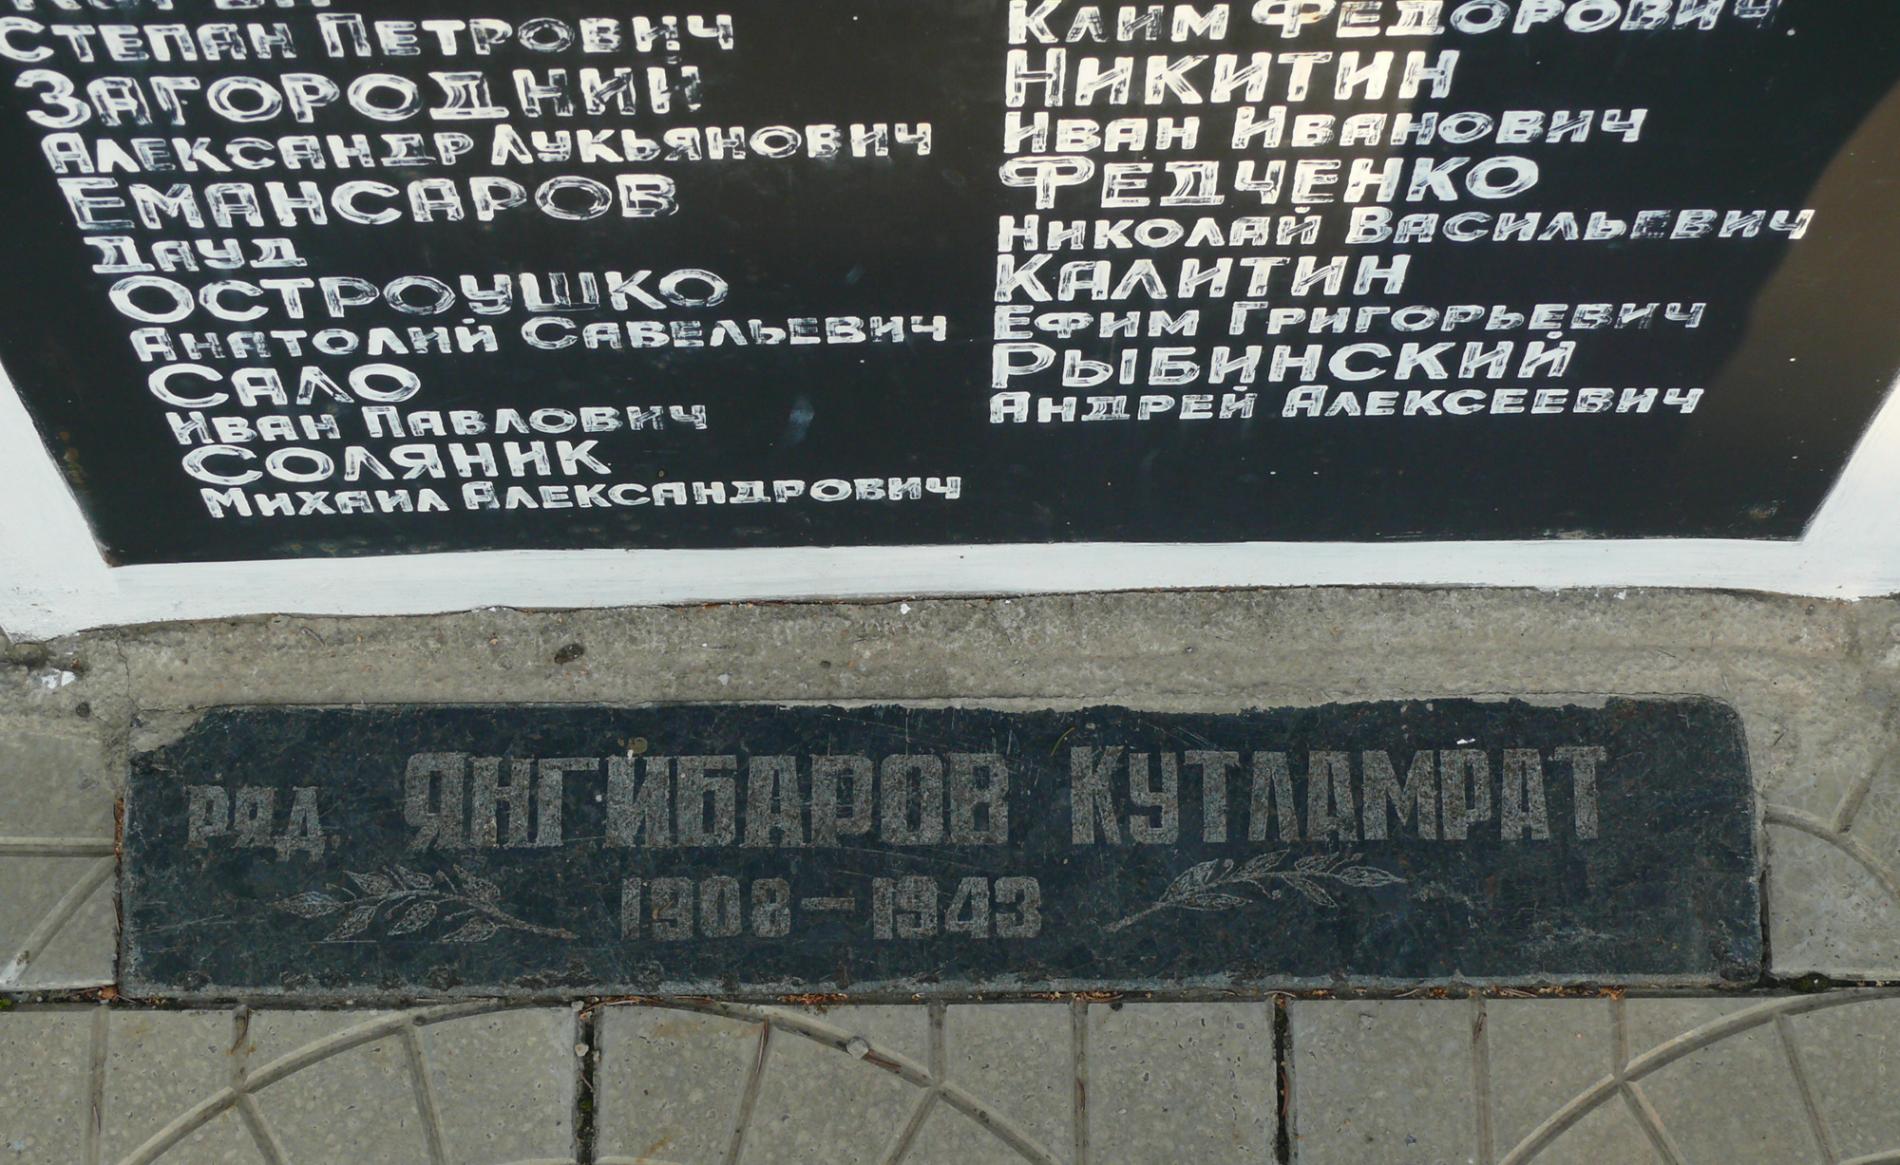 Степан Петрович
Загородний
Александр Лукьянович
Емансаров
Дауд
Остроушко
Анатолий Савельевич
Сало
Иван Павлович
Соляник
Михаил Александрович
Клим Федорович
Никитин
Иван Иванович
Федченко
Николай Васильевич
Калитин
Ефим Григорьевич
Рыбинский
Андрей Алексеевич
ряд. Янгибаров Кутламрат
1908—1943